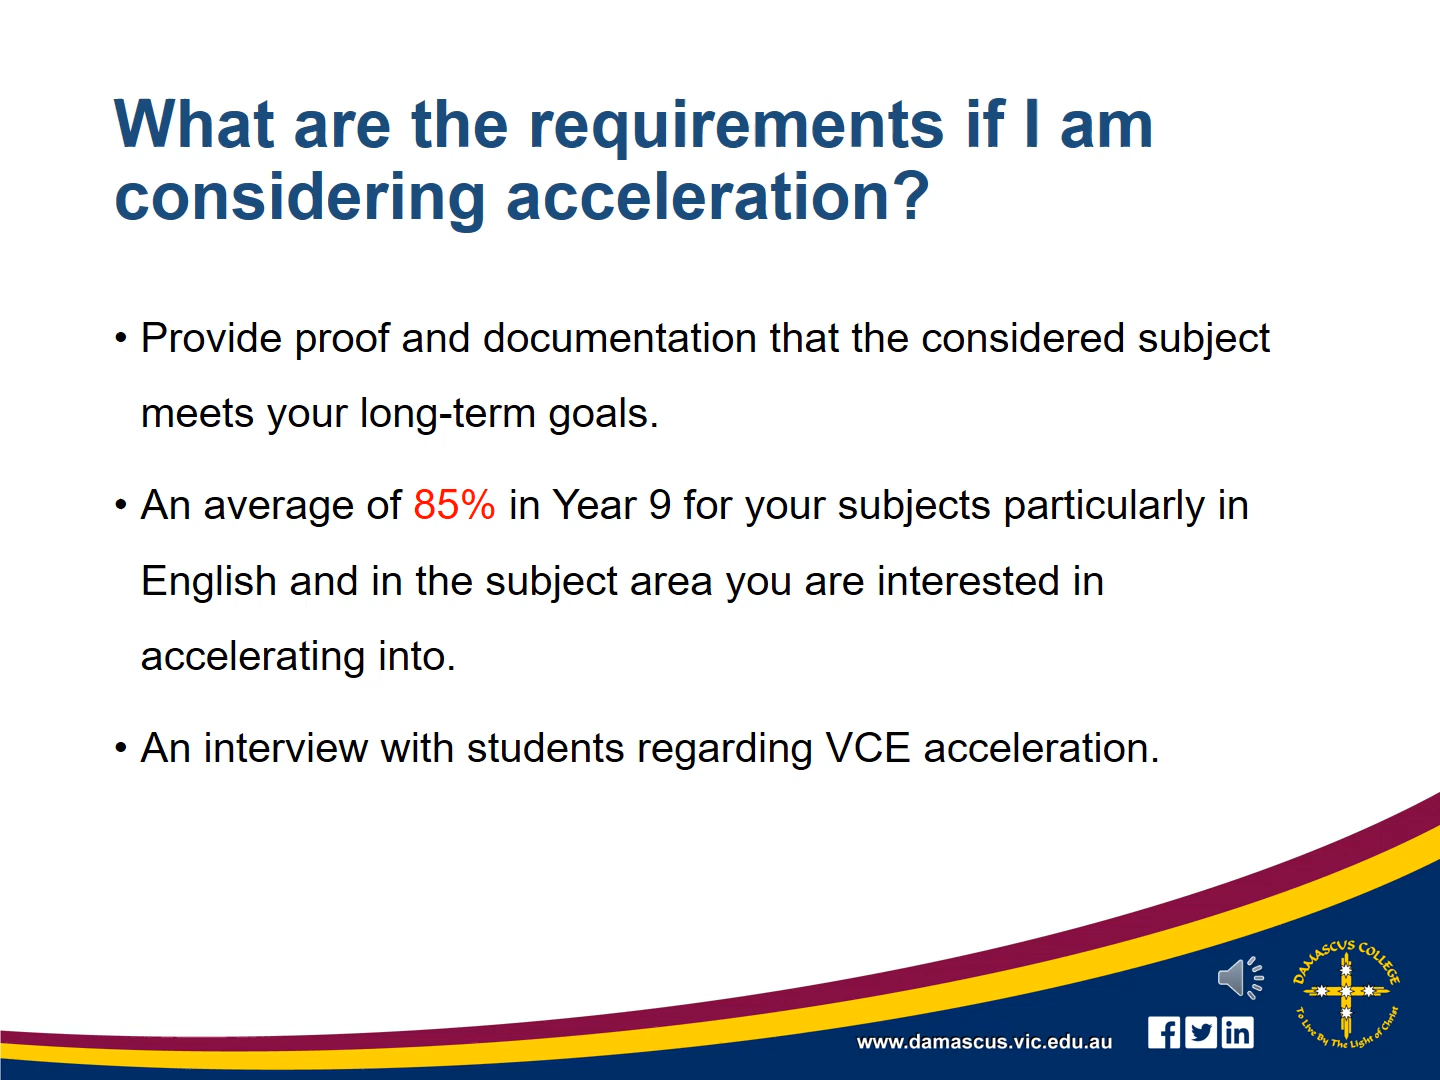 What are the requirements if I am
considering acceleration?
• Provide proof and documentation that the considered subject
meets your long-term goals.
• An average of 85% in Year 9 for your subjects particularly in
English and in the subject area you are interested in
accelerating into.
• An interview with students regarding VCE acceleration.
DAMASCUS COLLEGE
To Live By The Light of Christ
www.damascus.vic.edu.au